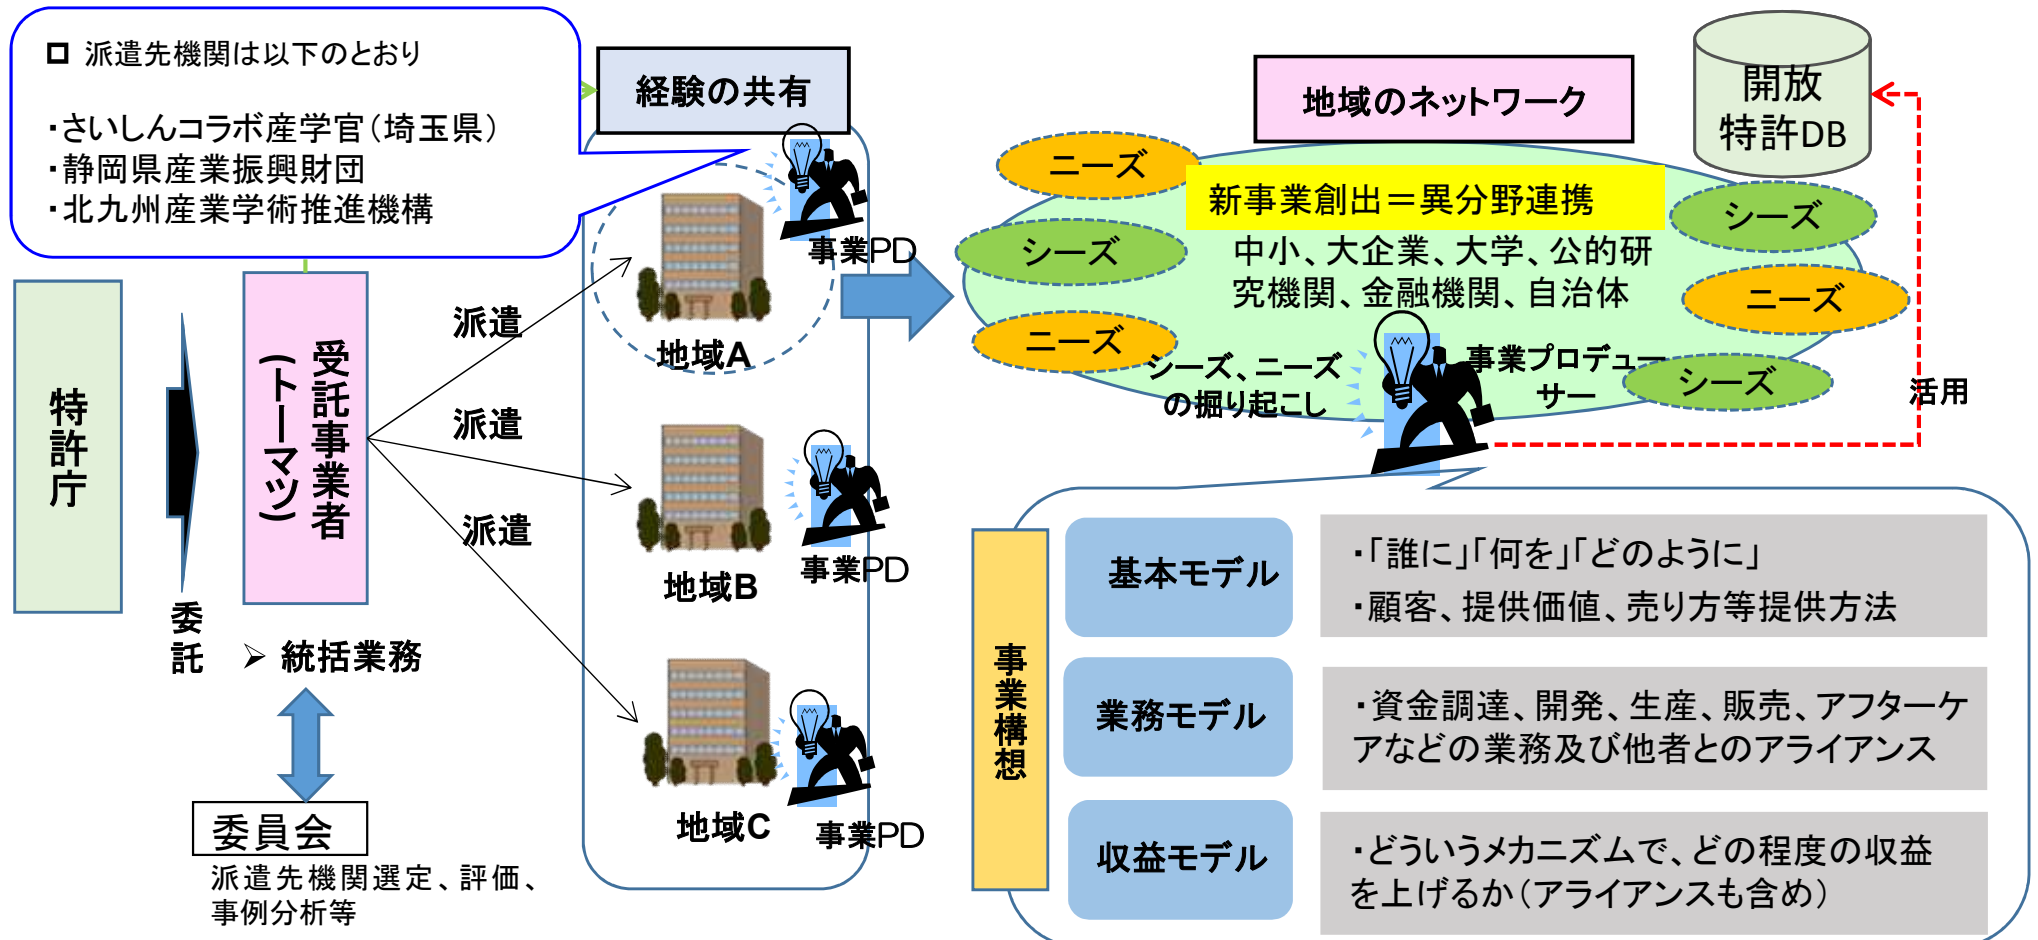 □ 派遣先機関は以下のとおり
・さいしんコラボ産学官（埼玉県）
・静岡県産業振興財団
・北九州産業学術推進機構
経験の共有
地域のネットワーク
開放
特許DB
ニーズ
シーズ
ニーズ
シーズ
ニーズ
シーズ
新事業創出＝異分野連携
中小、大企業、大学、公的研
究機関、金融機関、自治体
シーズ、ニーズ
の掘り起こし
事業プロデュー
サー
活用
特許庁
委託
受託事業者
(トーマツ)
➢ 統括業務
委員会
派遣先機関選定、評価、
事例分析等
派遣
派遣
派遣
事業PD
地域A
事業PD
地域B
事業PD
地域C
事業構想
基本モデル
・「誰に」「何を」「どのように」
・顧客、提供価値、売り方等提供方法
業務モデル
・資金調達、開発、生産、販売、アフターケ
アなどの業務及び他者とのアライアンス
収益モデル
・どういうメカニズムで、どの程度の収益
を上げるか（アライアンスも含め）